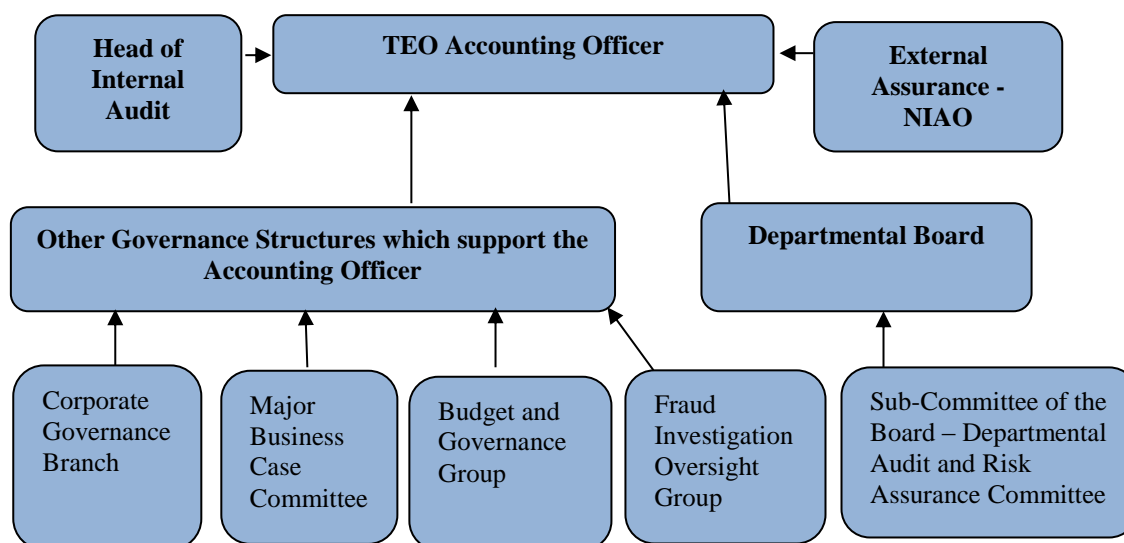 Head of
Internal
Audit
TEO Accounting Officer
External
Assurance -
NIAO
Other Governance Structures which support the
Accounting Officer
Departmental Board
Corporate
Governance
Branch
Major
Business
Case
Committee
Budget and
Governance
Group
Fraud
Investigation
Oversight
Group
Sub-Committee of the
Board – Departmental
Audit and Risk
Assurance Committee